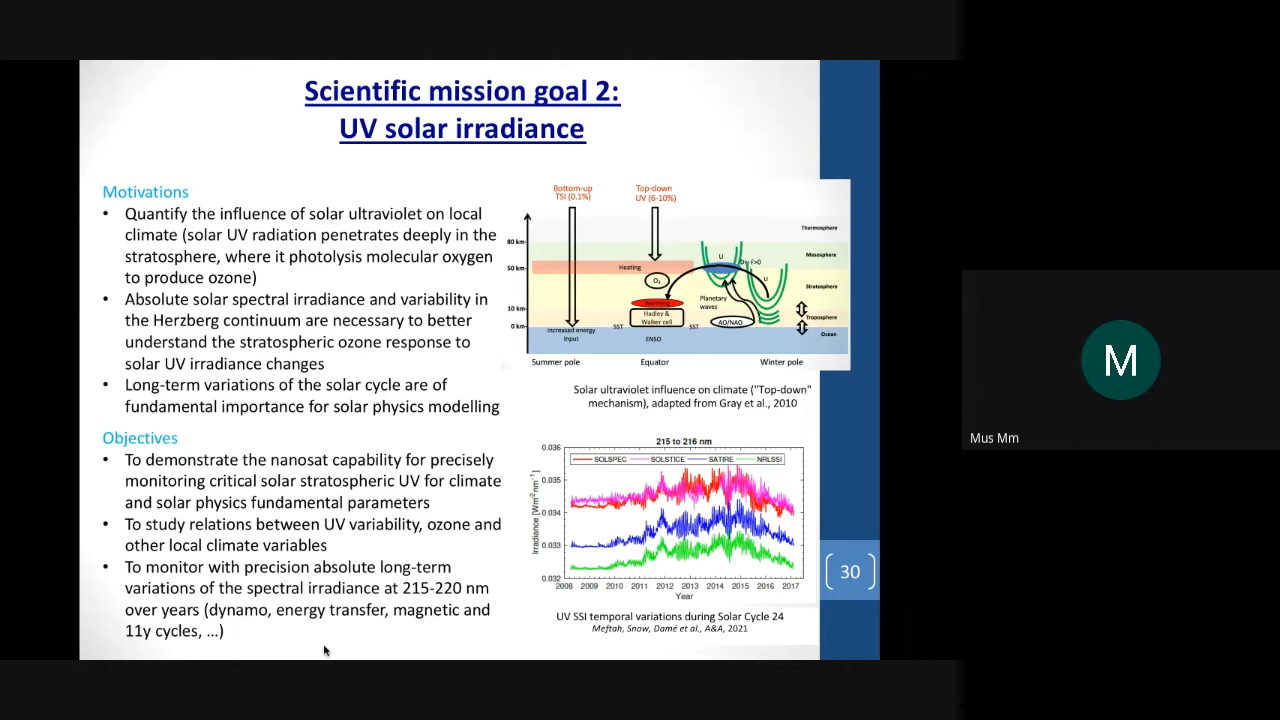 Scientific mission goal 2:
UV solar irradiance
Motivations
• Quantify the influence of solar ultraviolet on local
climate (solar UV radiation penetrates deeply in the
stratosphere, where it photolysis molecular oxygen
to produce ozone)
• Absolute solar spectral irradiance and variability in
the Herzberg continuum are necessary to better
understand the stratospheric ozone response to
solar UV irradiance changes
• Long-term variations of the solar cycle are of
fundamental importance for solar physics modelling
Objectives
• To demonstrate the nanosat capability for precisely
monitoring critical solar stratospheric UV for climate
and solar physics fundamental parameters
• To study relations between UV variability, ozone and
other local climate variables
• To monitor with precision absolute long-term
variations of the spectral irradiance at 215-220 nm
over years (dynamo, energy transfer, magnetic and
11y cycles, ...)
Bottom-up
TSI (0.1%)
Top-down
UV (6-10%)
Thermosphere
80 km
Mesosphere
50 km
Heating
U
O₃
U
Stratosphere
Planetary
waves
10 km
Hadley &
Walker cell
AO/NAO
Troposphere
0 km
SST
SST
Increased energy
input
ENSO
Ocean
Summer pole
Equator
Winter pole
Solar ultraviolet influence on climate ("Top-down"
mechanism), adapted from Gray et al., 2010
215 to 216 nm
SOLSPEC SOLSTICE SATIRE NRLSSI
0.036
0.035
0.034
0.033
0.032
Irradiance [W.m⁻².nm⁻¹]
2008 2009 2010 2011 2012 2013 2014 2015 2016 2017
Year
UV SSI temporal variations during Solar Cycle 24
Meftah, Snow, Damé et al., A&A, 2021
30
M
Mus Mm